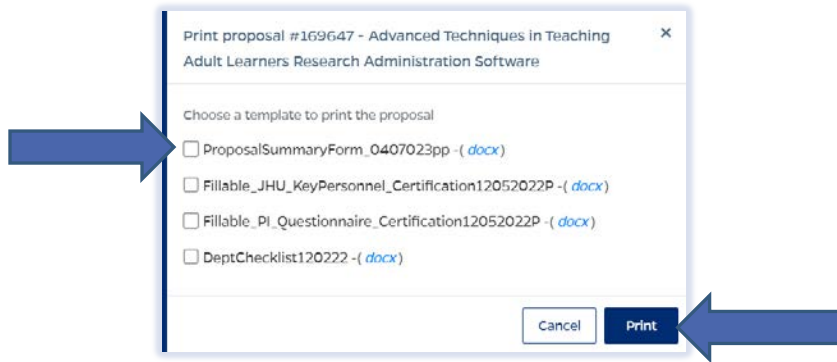 Print proposal #169647 - Advanced Techniques in Teaching ×
Adult Learners Research Administration Software
Choose a template to print the proposal
ProposalSummaryForm_0407023pp -( docx )
Fillable_JHU_KeyPersonnel_Certification12052022P -( docx )
Fillable_PI_Questionnaire_Certification12052022P -( docx )
DeptChecklist120222 -( docx )
Cancel Print